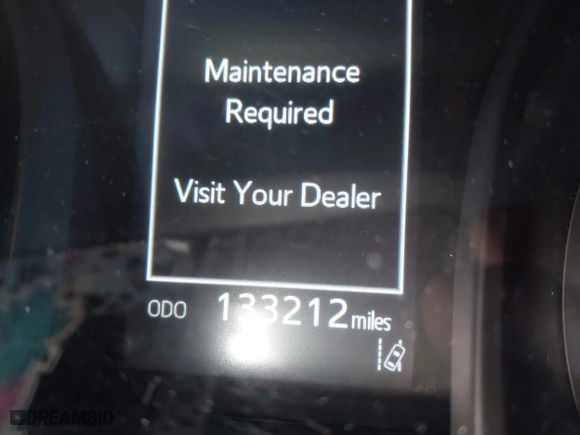 Maintenance
Required
Visit Your Dealer
ODO 133212 miles
DREAMBID